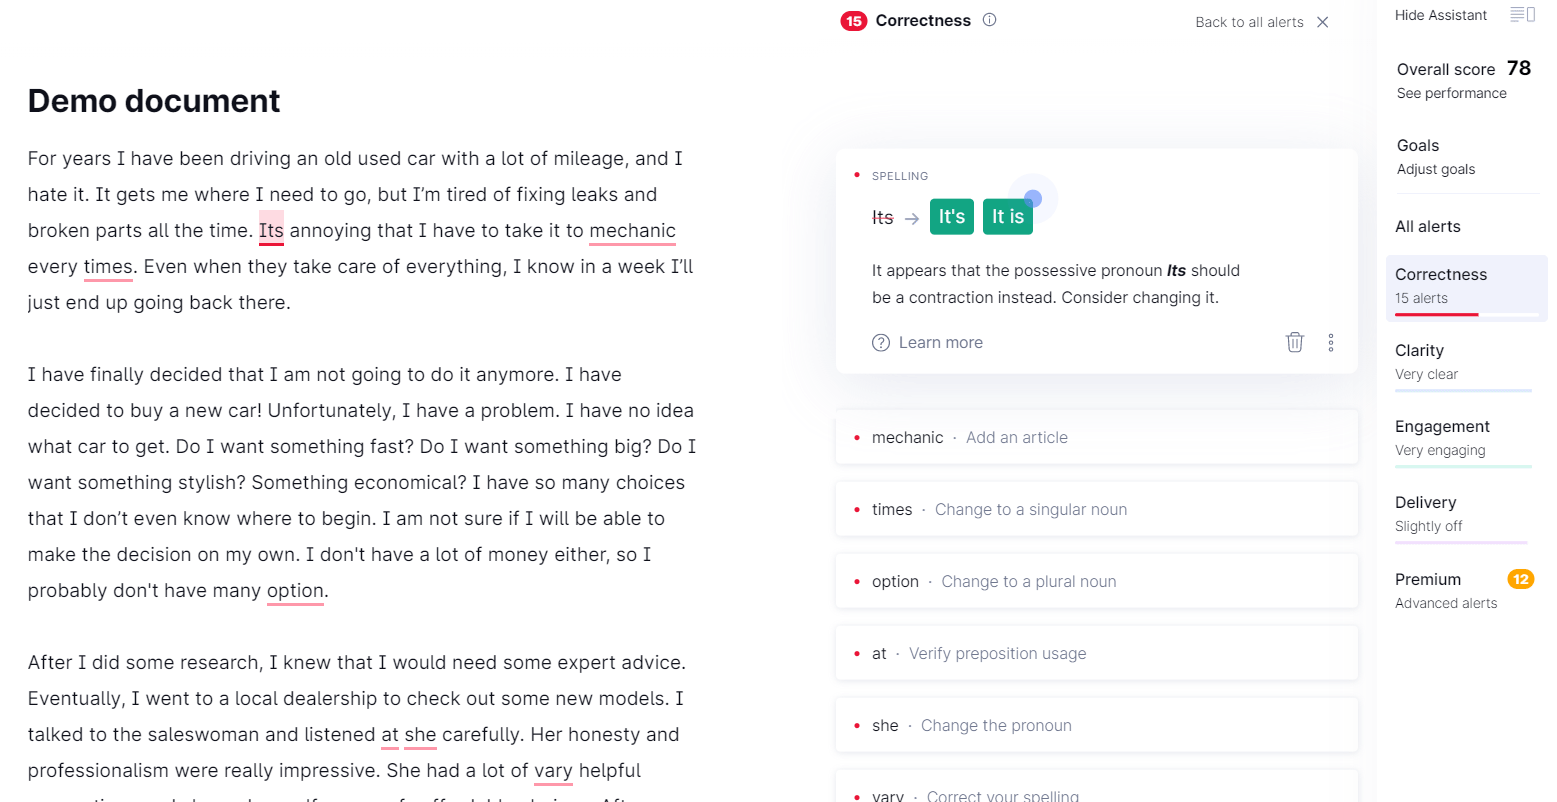 Demo document
For years I have been driving an old used car with a lot of mileage, and I
hate it. It gets me where I need to go, but I’m tired of fixing leaks and
broken parts all the time. Its annoying that I have to take it to mechanic
every times. Even when they take care of everything, I know in a week I’ll
just end up going back there.
I have finally decided that I am not going to do it anymore. I have
decided to buy a new car! Unfortunately, I have a problem. I have no idea
what car to get. Do I want something fast? Do I want something big? Do I
want something stylish? Something economical? I have so many choices
that I don’t even know where to begin. I am not sure if I will be able to
make the decision on my own. I don't have a lot of money either, so I
probably don't have many option.
After I did some research, I knew that I would need some expert advice.
Eventually, I went to a local dealership to check out some new models. I
talked to the saleswoman and listened at she carefully. Her honesty and
professionalism were really impressive. She had a lot of vary helpful
15 Correctness
Back to all alerts
SPELLING
Its → It's It is
It appears that the possessive pronoun Its should
be a contraction instead. Consider changing it.
Learn more
mechanic · Add an article
times · Change to a singular noun
option · Change to a plural noun
at · Verify preposition usage
she · Change the pronoun
vary · Correct your spelling
Hide Assistant
Overall score 78
See performance
Goals
Adjust goals
All alerts
Correctness
15 alerts
Clarity
Very clear
Engagement
Very engaging
Delivery
Slightly off
Premium 12
Advanced alerts